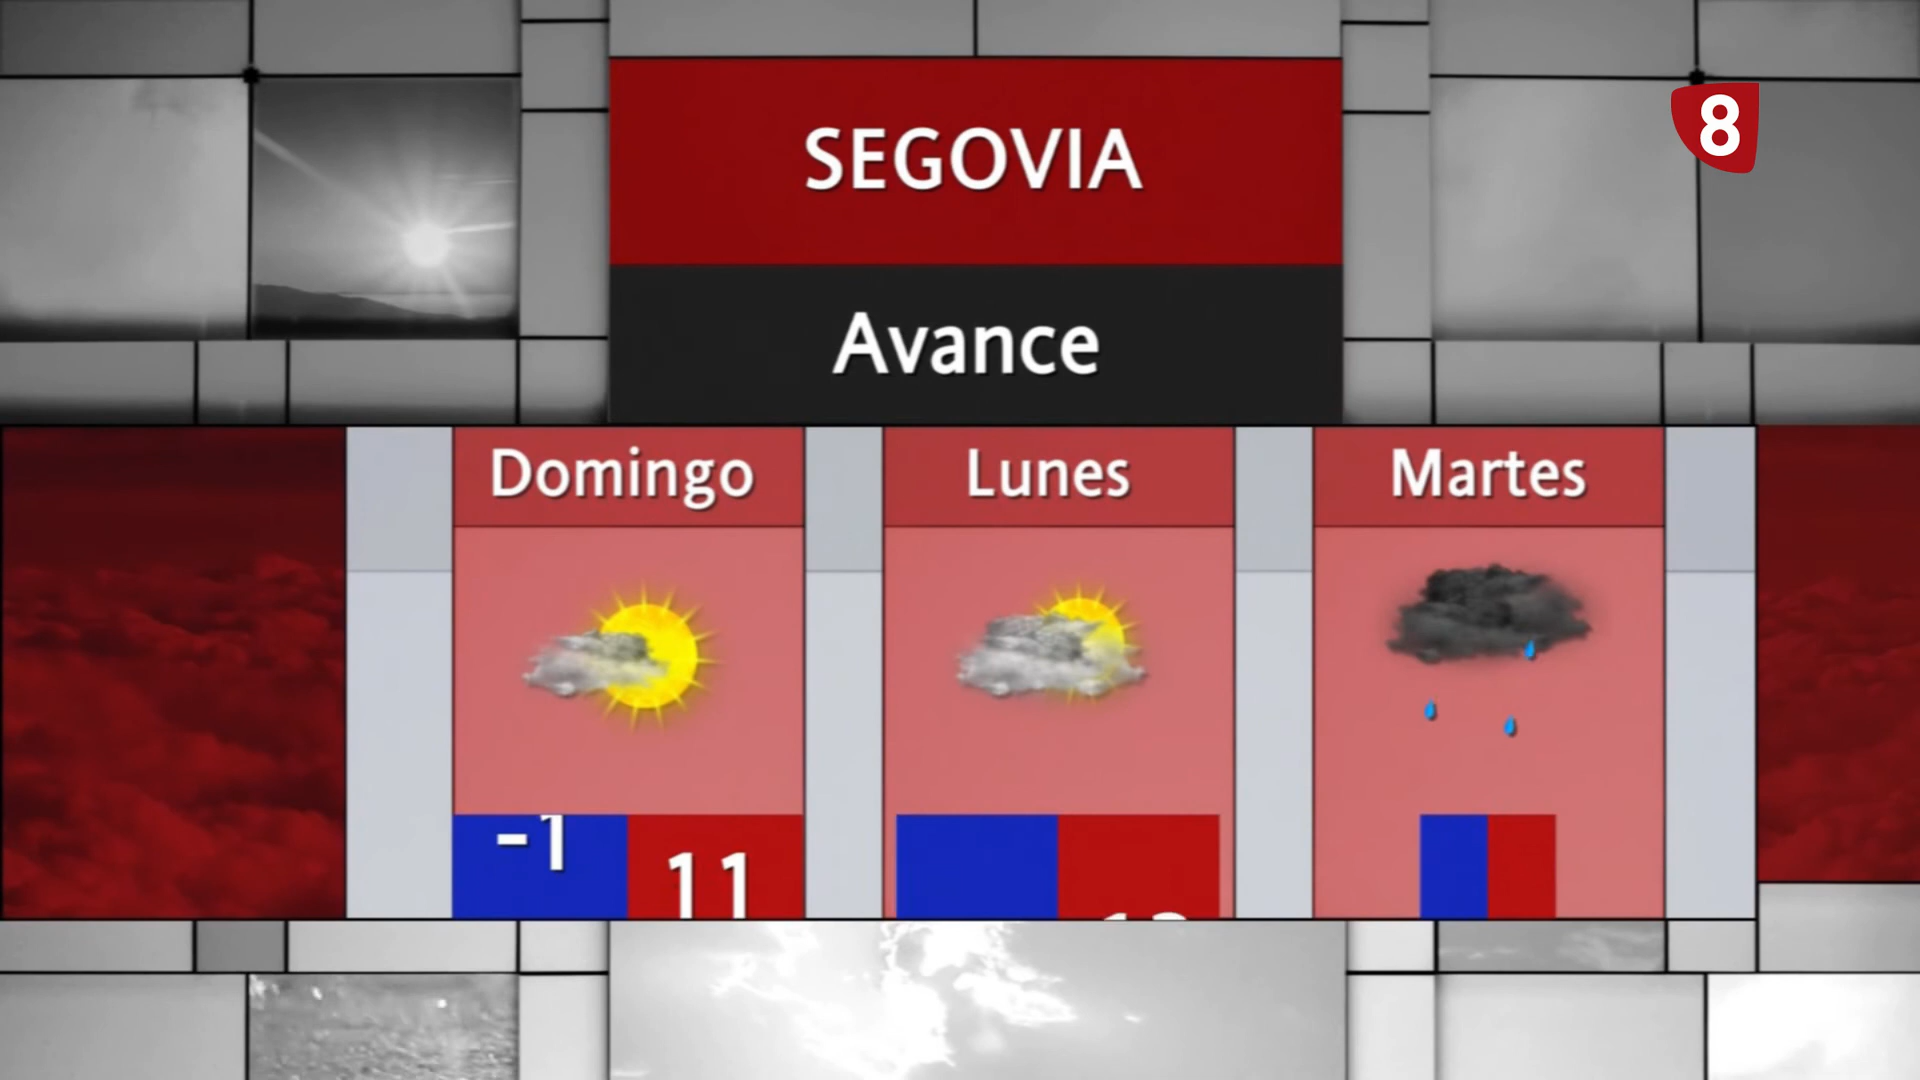 SEGOVIA
8
Avance
Domingo
Lunes
Martes
-1
11